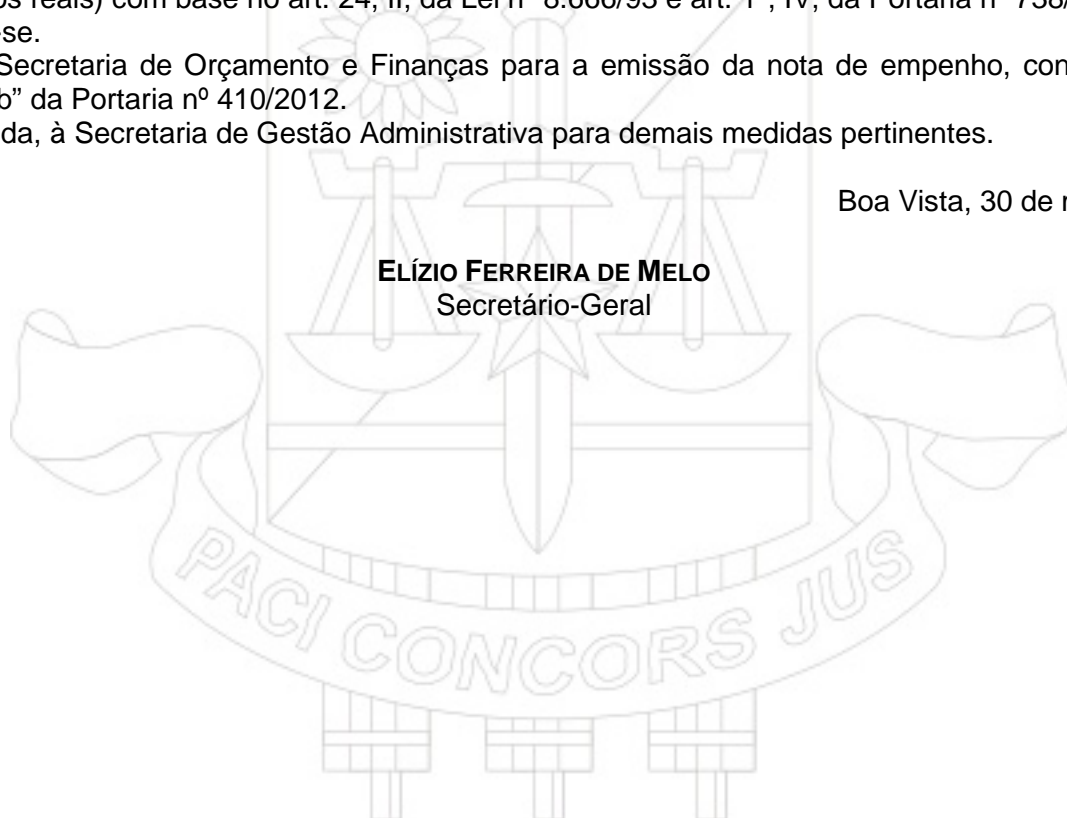 os reais) com base no art. 24, II, da Lei nº 8.666/93 e art. 1º, IV, da Portaria nº 738/
se.
Secretaria de Orçamento e Finanças para a emissão da nota de empenho, con
b” da Portaria nº 410/2012.
da, à Secretaria de Gestão Administrativa para demais medidas pertinentes.
Boa Vista, 30 de
ELÍZIO FERREIRA DE MELO
Secretário-Geral
PACI CONCORS JUS